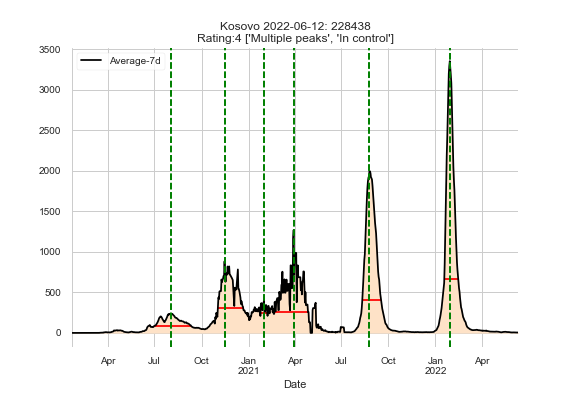 Kosovo 2022-06-12: 228438
Rating:4 ['Multiple peaks', 'In control']
Average-7d
3500
3000
2500
2000
1500
1000
500
0
Apr Jul Oct Jan Apr Jul Oct Jan Apr
2021 2022
Date